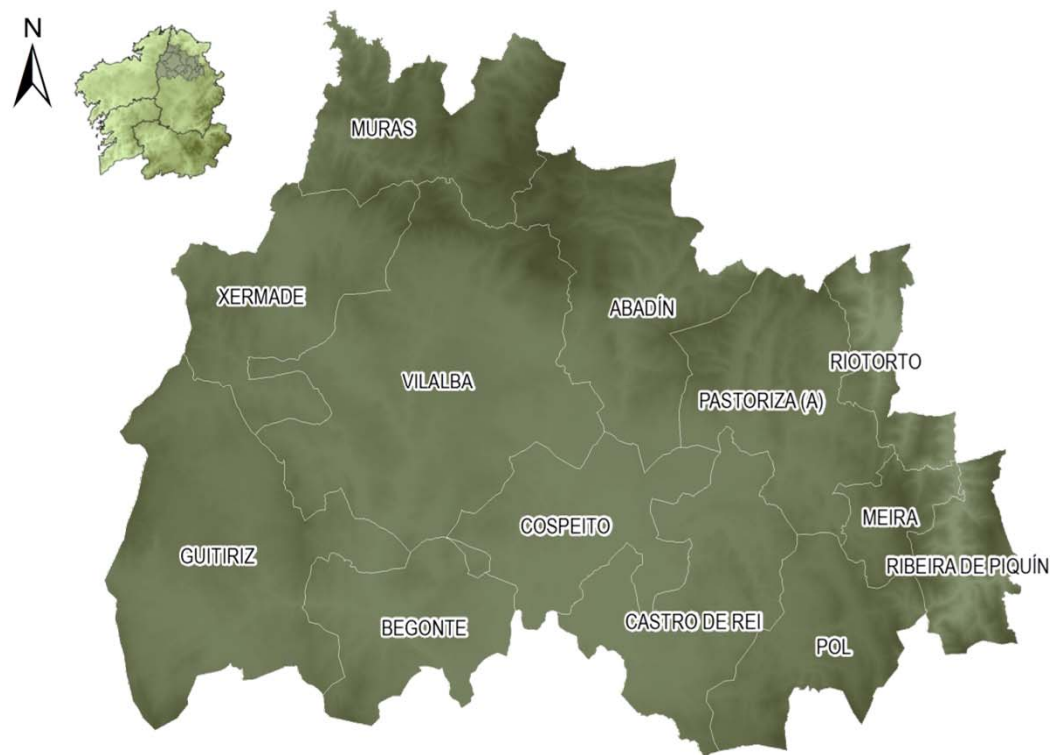 N
MURAS
XERMADE
ABADÍN
RIOTORTO
VILALBA
PASTORIZA (A)
MEIRA
COSPEITO
GUITIRIZ
RIBEIRA DE PIQUÍN
BEGONTE
CASTRO DE REI
POL